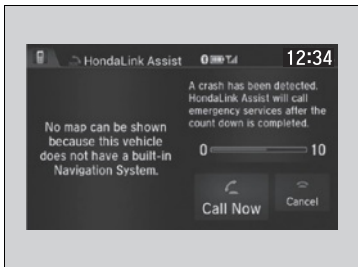 HondaLink Assist
12:34
No map can be shown
because this vehicle
does not have a built-in
Navigation System.
A crash has been detected.
HondaLink Assist will call
emergency services after the
count down is completed.
0 10
Call Now
Cancel